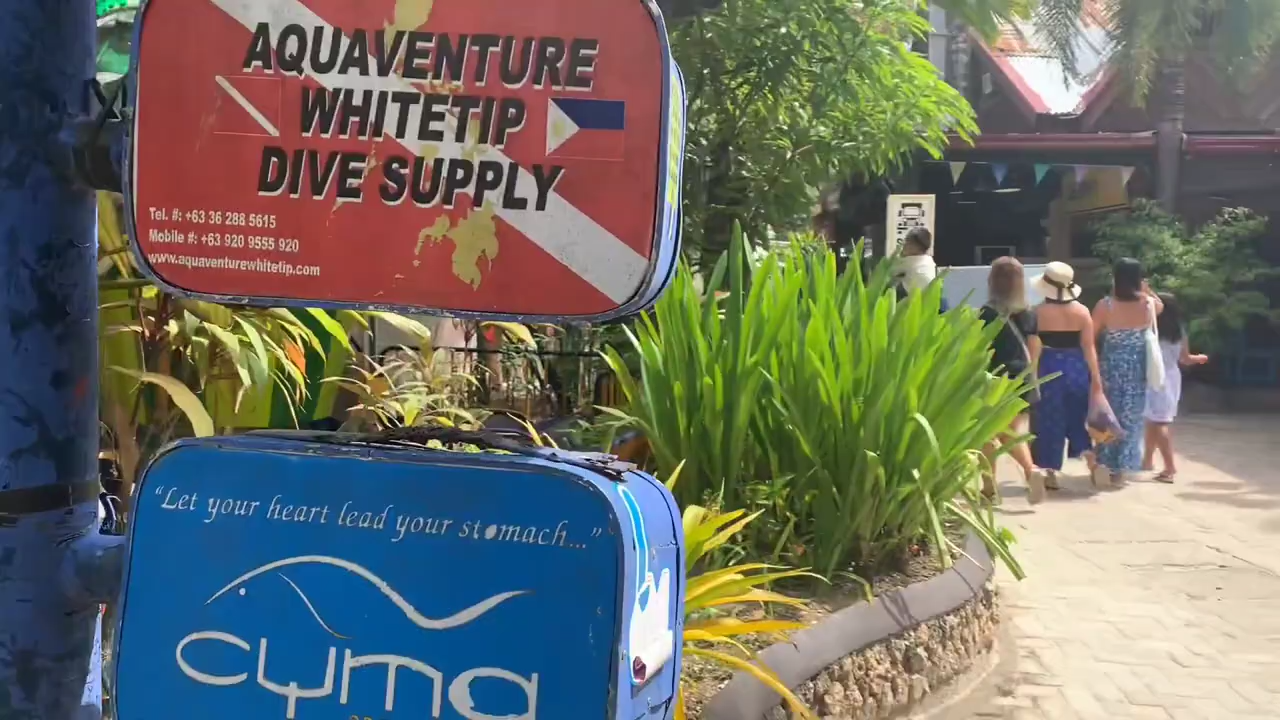 AQUAVENTURE
WHITETIP
DIVE SUPPLY
Tel. #: +63 36 288 5615
Mobile #: +63 920 9555 920
www.aquaventurewhitetip.com
“Let your heart lead your stomach...”
cyma